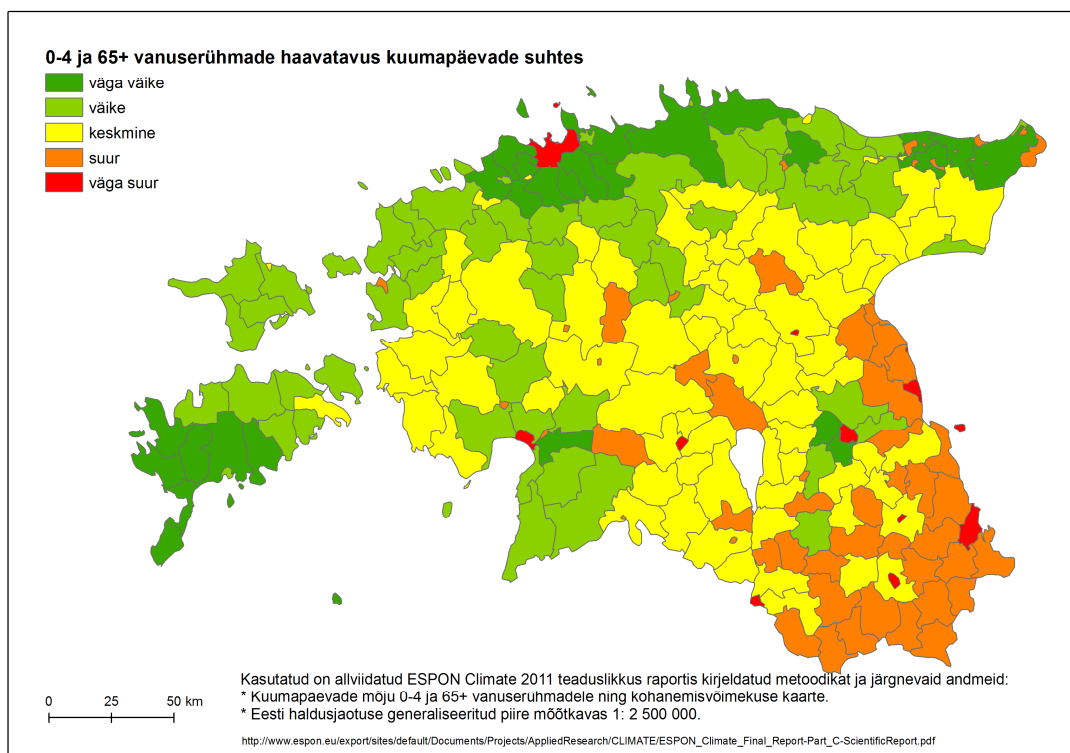 0-4 ja 65+ vanuserühmade haavatavus kuumapäevade suhtes
väga väike
väike
keskmine
suur
väga suur
Kasutatud on allviidatud ESPON Climate 2011 teaduslikkus raportis kirjeldatud metoodikat ja järgnevaid andmeid:
* Kuumapäevade mõju 0-4 ja 65+ vanuserühmadele ning kohanemisvõimekuse kaarte.
* Eesti haldusjaotuse generaliseeritud piire mõõtkavas 1: 2 500 000.
0 25 50 km
http://www.espon.eu/export/sites/default/Documents/Projects/AppliedResearch/CLIMATE/ESPON_Climate_Final_Report-Part_C-ScientificReport.pdf